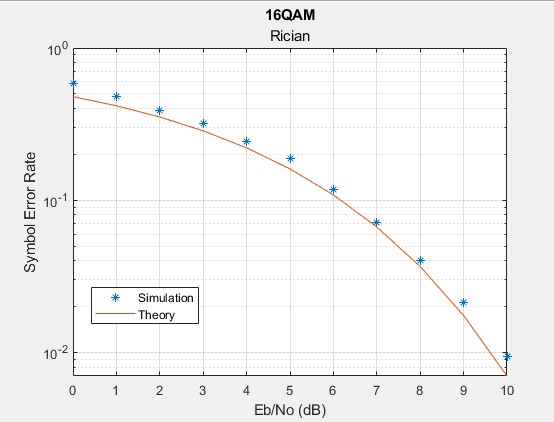 16QAM
Rician
10^0
10^-1
10^-2
Symbol Error Rate
Simulation
Theory
0 1 2 3 4 5 6 7 8 9 10
Eb/No (dB)